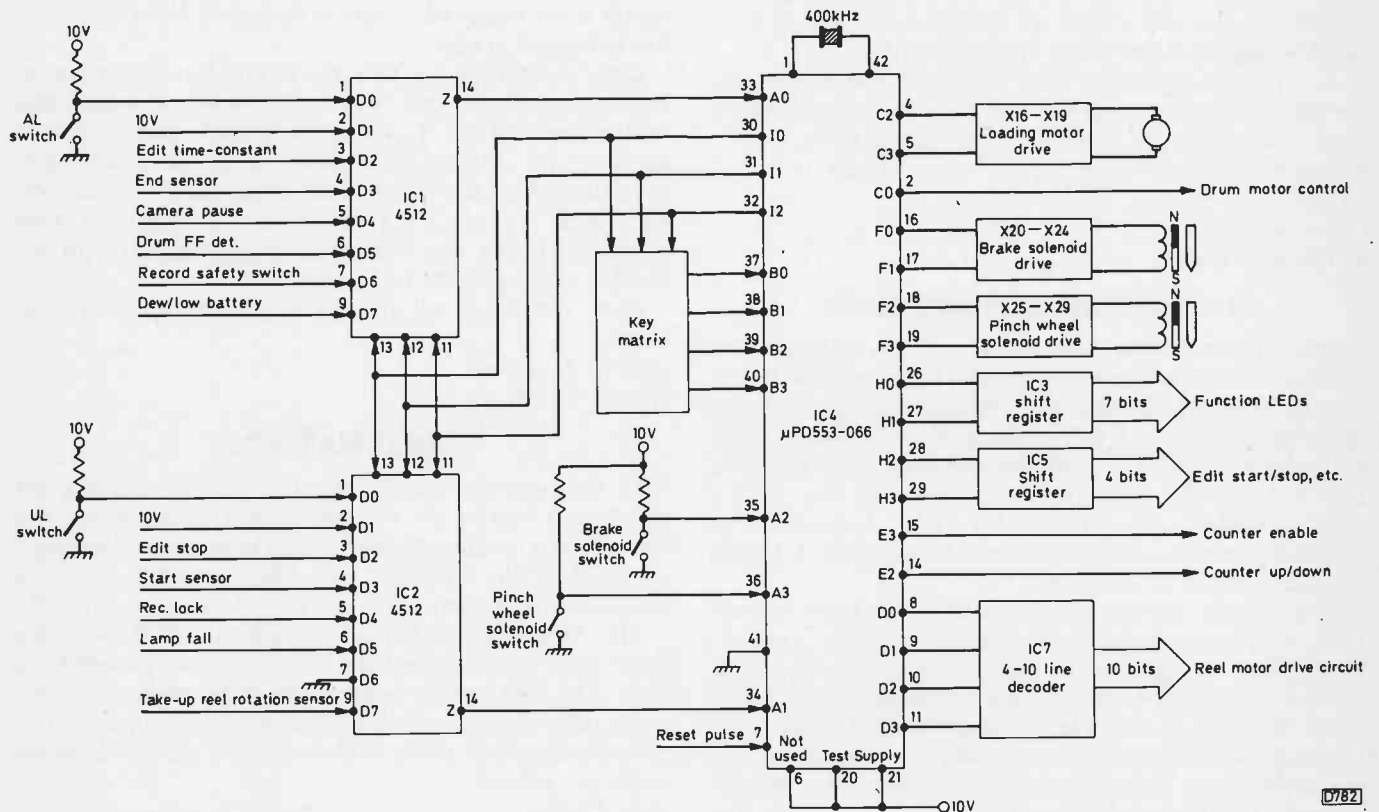 400kHz
1
42
10V
AL
switch
1
D0
10V
2
D1
Edit time-constant
3
D2
End sensor
4
D3
Camera pause
5
D4
Drum FF det.
6
D5
Record safety switch
7
D6
Dew/low battery
9
D7
IC1
4512
Z
14
13
12
11
10V
UL
switch
13
12
11
1
D0
10V
2
D1
Edit stop
3
D2
Start sensor
4
D3
Rec. lock
5
D4
Lamp fail
6
D5
7
D6
Take-up reel rotation sensor
9
D7
IC2
4512
Z
14
Key
matrix
10V
Brake
solenoid
switch
Pinch
wheel
solenoid
switch
33
A0
30
I0
31
I1
32
I2
37
B0
38
B1
39
B2
40
B3
35
A2
36
A3
41
34
A1
Reset pulse
7
IC4
µPD553-066
Not
used
Test
Supply
6
20
21
10V
C2
4
C3
5
X16–X19
Loading motor
drive
C0
2
Drum motor control
F0
16
F1
17
X20–X24
Brake solenoid
drive
N
S
F2
18
F3
19
X25–X29
Pinch wheel
solenoid drive
N
S
H0
26
H1
27
IC3
shift
register
7 bits
Function LEDs
H2
28
H3
29
IC5
Shift
register
4 bits
Edit start/stop, etc.
E3
15
Counter enable
E2
14
Counter up/down
D0
8
D1
9
D2
10
D3
11
IC7
4-10 line
decoder
10 bits
Reel motor drive circuit
D782